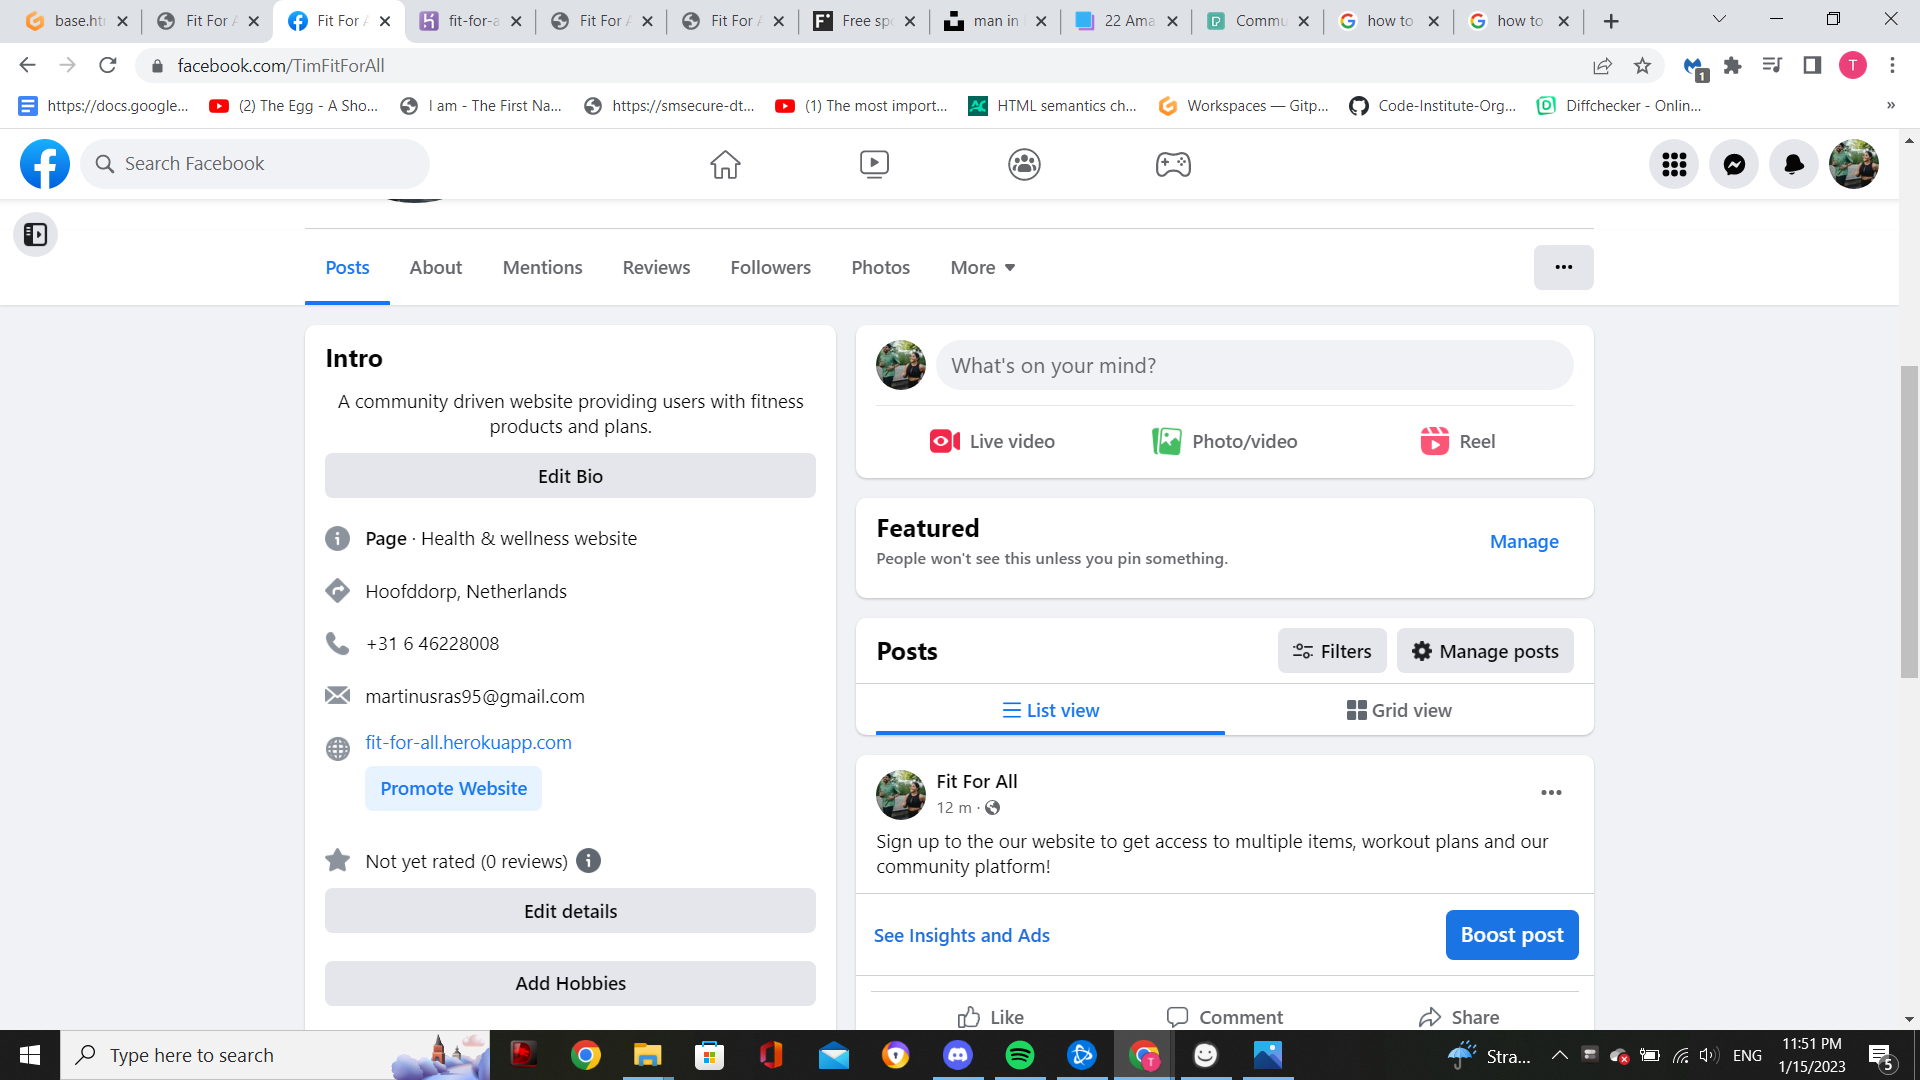 base.ht
Fit For A
Fit For A
fit-for-a
Fit For A
Fit For A
Free spo
man in
22 Ama
Commu
how to
how to
facebook.com/TimFitForAll
1
T
https://docs.google...
(2) The Egg - A Sho...
I am - The First Na...
https://smsecure-dt...
(1) The most import...
HTML semantics ch...
Workspaces — Gitp...
Code-Institute-Org...
Diffchecker - Onlin...
»
Search Facebook
Posts
About
Mentions
Reviews
Followers
Photos
More
Intro
A community driven website providing users with fitness
products and plans.
Edit Bio
Page · Health & wellness website
Hoofddorp, Netherlands
+31 6 46228008
martinusras95@gmail.com
fit-for-all.herokuapp.com
Promote Website
Not yet rated (0 reviews)
Edit details
Add Hobbies
What's on your mind?
Live video
Photo/video
Reel
Featured
People won't see this unless you pin something.
Manage
Posts
Filters
Manage posts
List view
Grid view
Fit For All
12 m ·
Sign up to the our website to get access to multiple items, workout plans and our
community platform!
See Insights and Ads
Boost post
Like
Comment
Share
Type here to search
Stra...
ENG
11:51 PM
1/15/2023
5